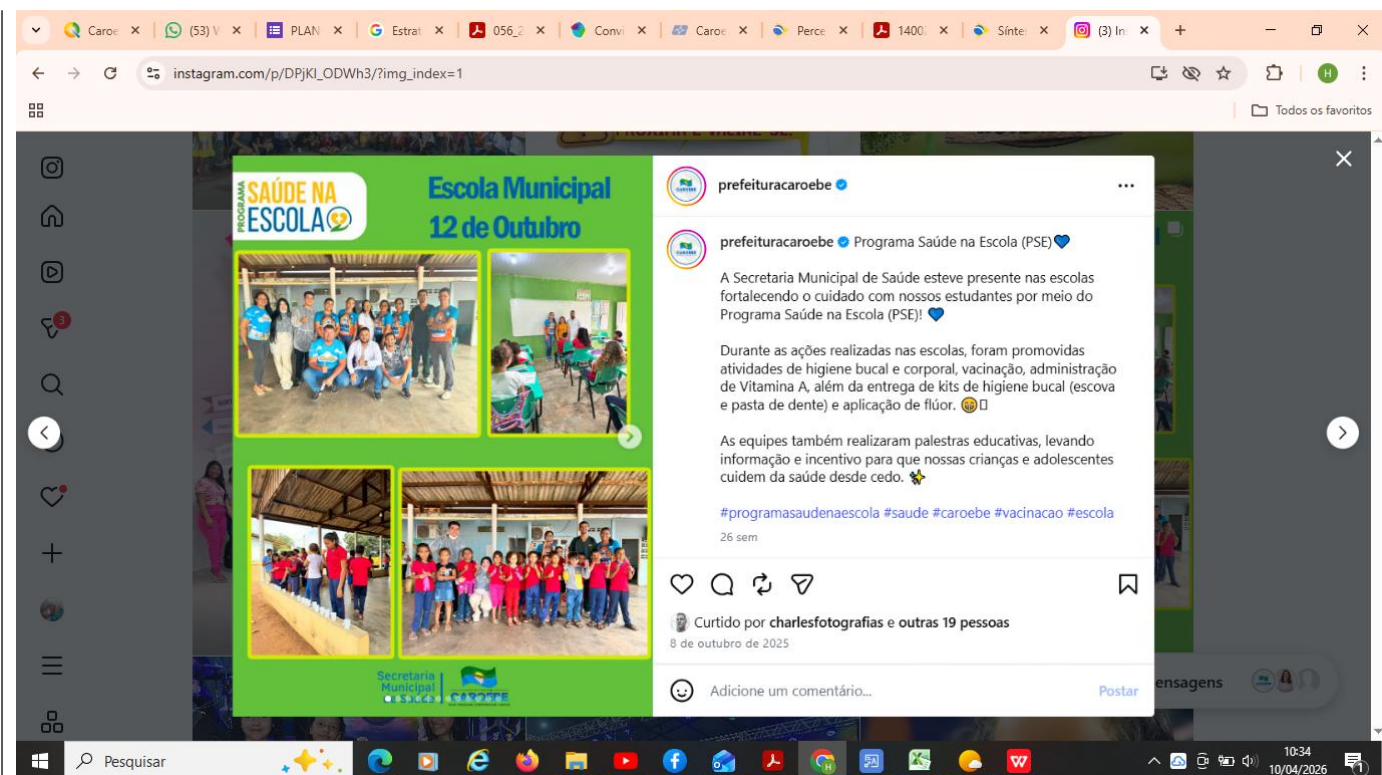 Caroe
(53) V
PLAN
Estrat
056_2
Convi
Caroe
Perce
1400
Sínte
(3) In
instagram.com/p/DPjKI_ODWh3/?img_index=1
Todos os favoritos
PROGRAMA
SAÚDE NA
ESCOLA
Escola Municipal
12 de Outubro
Secretaria
Municipal
CAROEBE
prefeituracaroebe
prefeituracaroebe Programa Saúde na Escola (PSE)💙
A Secretaria Municipal de Saúde esteve presente nas escolas
fortalecendo o cuidado com nossos estudantes por meio do
Programa Saúde na Escola (PSE)! 💙
Durante as ações realizadas nas escolas, foram promovidas
atividades de higiene bucal e corporal, vacinação, administração
de Vitamina A, além da entrega de kits de higiene bucal (escova
e pasta de dente) e aplicação de flúor. 😁
As equipes também realizaram palestras educativas, levando
informação e incentivo para que nossas crianças e adolescentes
cuidem da saúde desde cedo. ✨
#programasaudenaescola #saude #caroebe #vacinacao #escola
26 sem
Curtido por charlesfotografias e outras 19 pessoas
8 de outubro de 2025
Adicione um comentário...
Postar
ensagens
3
Pesquisar
10:34
10/04/2026